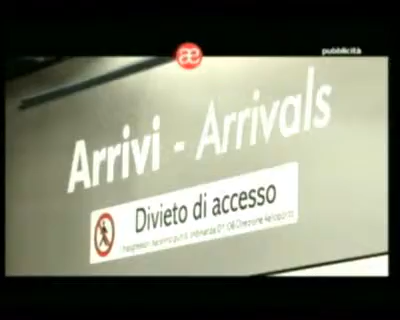 æ
pubblicità
Arrivi - Arrivals
Divieto di accesso